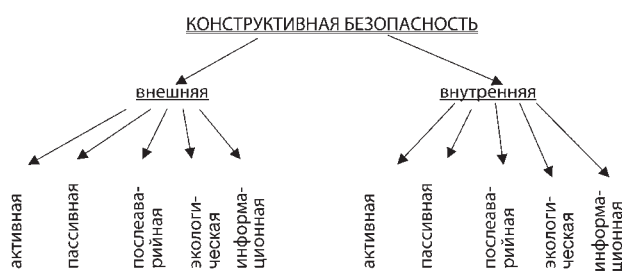 КОНСТРУКТИВНАЯ БЕЗОПАСНОСТЬ
внешняя
внутренняя
активная
пассивная
послеава-
рийная
экологи-
ческая
информа-
ционная
активная
пассивная
послеава-
рийная
экологи-
ческая
информа-
ционная